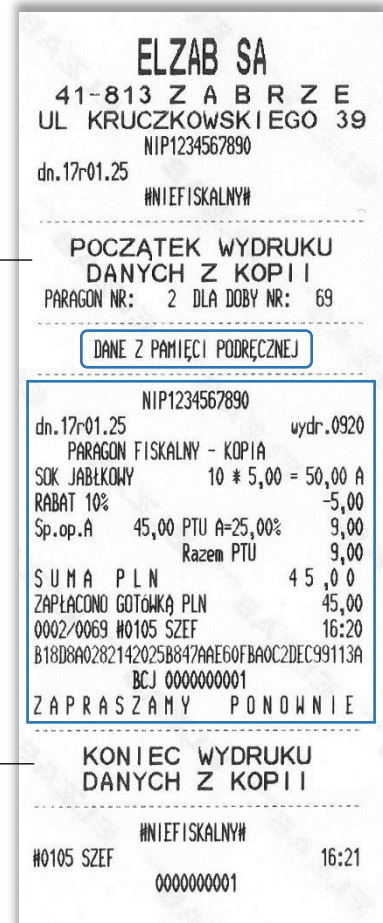 ELZAB SA
41-813 Z A B R Z E
UL KRUCZKOWSKIEGO 39
NIP1234567890
dn.17r01.25
#NIEFISKALNY#
POCZĄTEK WYDRUKU
DANYCH Z KOPII
PARAGON NR: 2 DLA DOBY NR: 69
DANE Z PAMIĘCI PODRĘCZNEJ
NIP1234567890
dn.17r01.25 wydr.0920
PARAGON FISKALNY - KOPIA
SOK JABŁKOWY 10 * 5,00 = 50,00 A
RABAT 10% -5,00
Sp.op.A 45,00 PTU A=25,00% 9,00
Razem PTU 9,00
SUMA PLN 45,00
ZAPŁACONO GOTÓWKĄ PLN 45,00
0002/0069 #0105 SZEF 16:20
B18D8A0282142025B847AAE60FBA0C2DEC99113A
BCJ 0000000001
ZAPRASZAMY PONOWNIE
KONIEC WYDRUKU
DANYCH Z KOPII
#NIEFISKALNY#
#0105 SZEF 16:21
0000000001